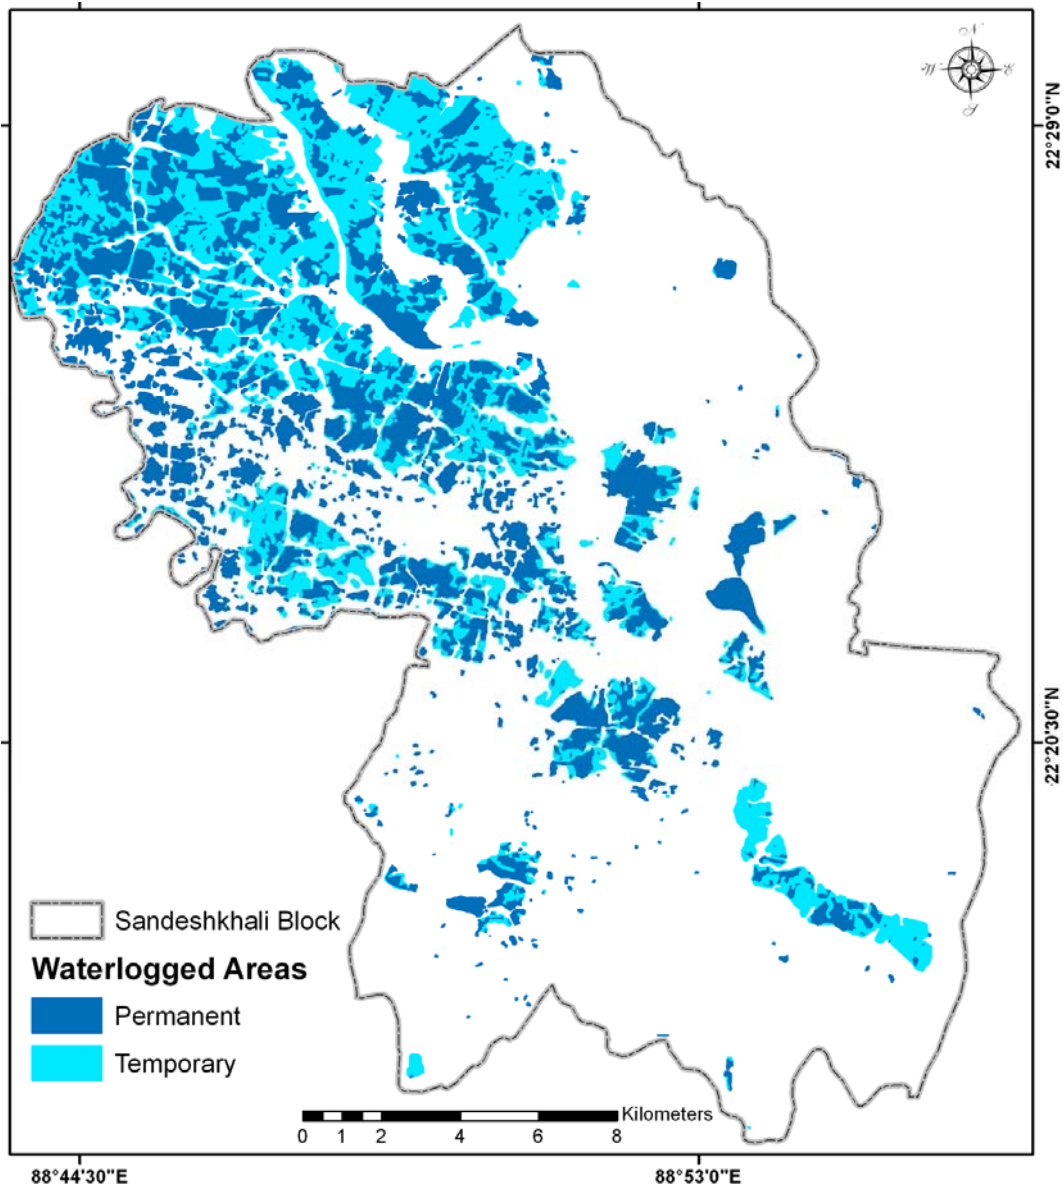 N
W
E
S
22°29'0"N
22°20'30"N
Sandeshkhali Block
Waterlogged Areas
Permanent
Temporary
Kilometers
0 1 2 4 6 8
88°44'30"E 88°53'0"E